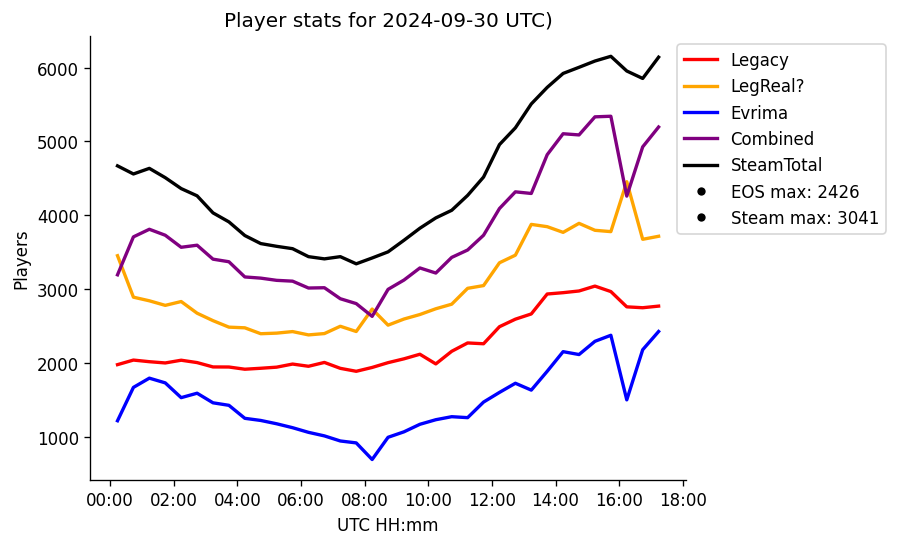 Player stats for 2024-09-30 UTC)
Legacy
LegReal?
Evrima
Combined
SteamTotal
EOS max: 2426
Steam max: 3041
Players
6000
5000
4000
3000
2000
1000
00:00 02:00 04:00 06:00 08:00 10:00 12:00 14:00 16:00 18:00
UTC HH:mm